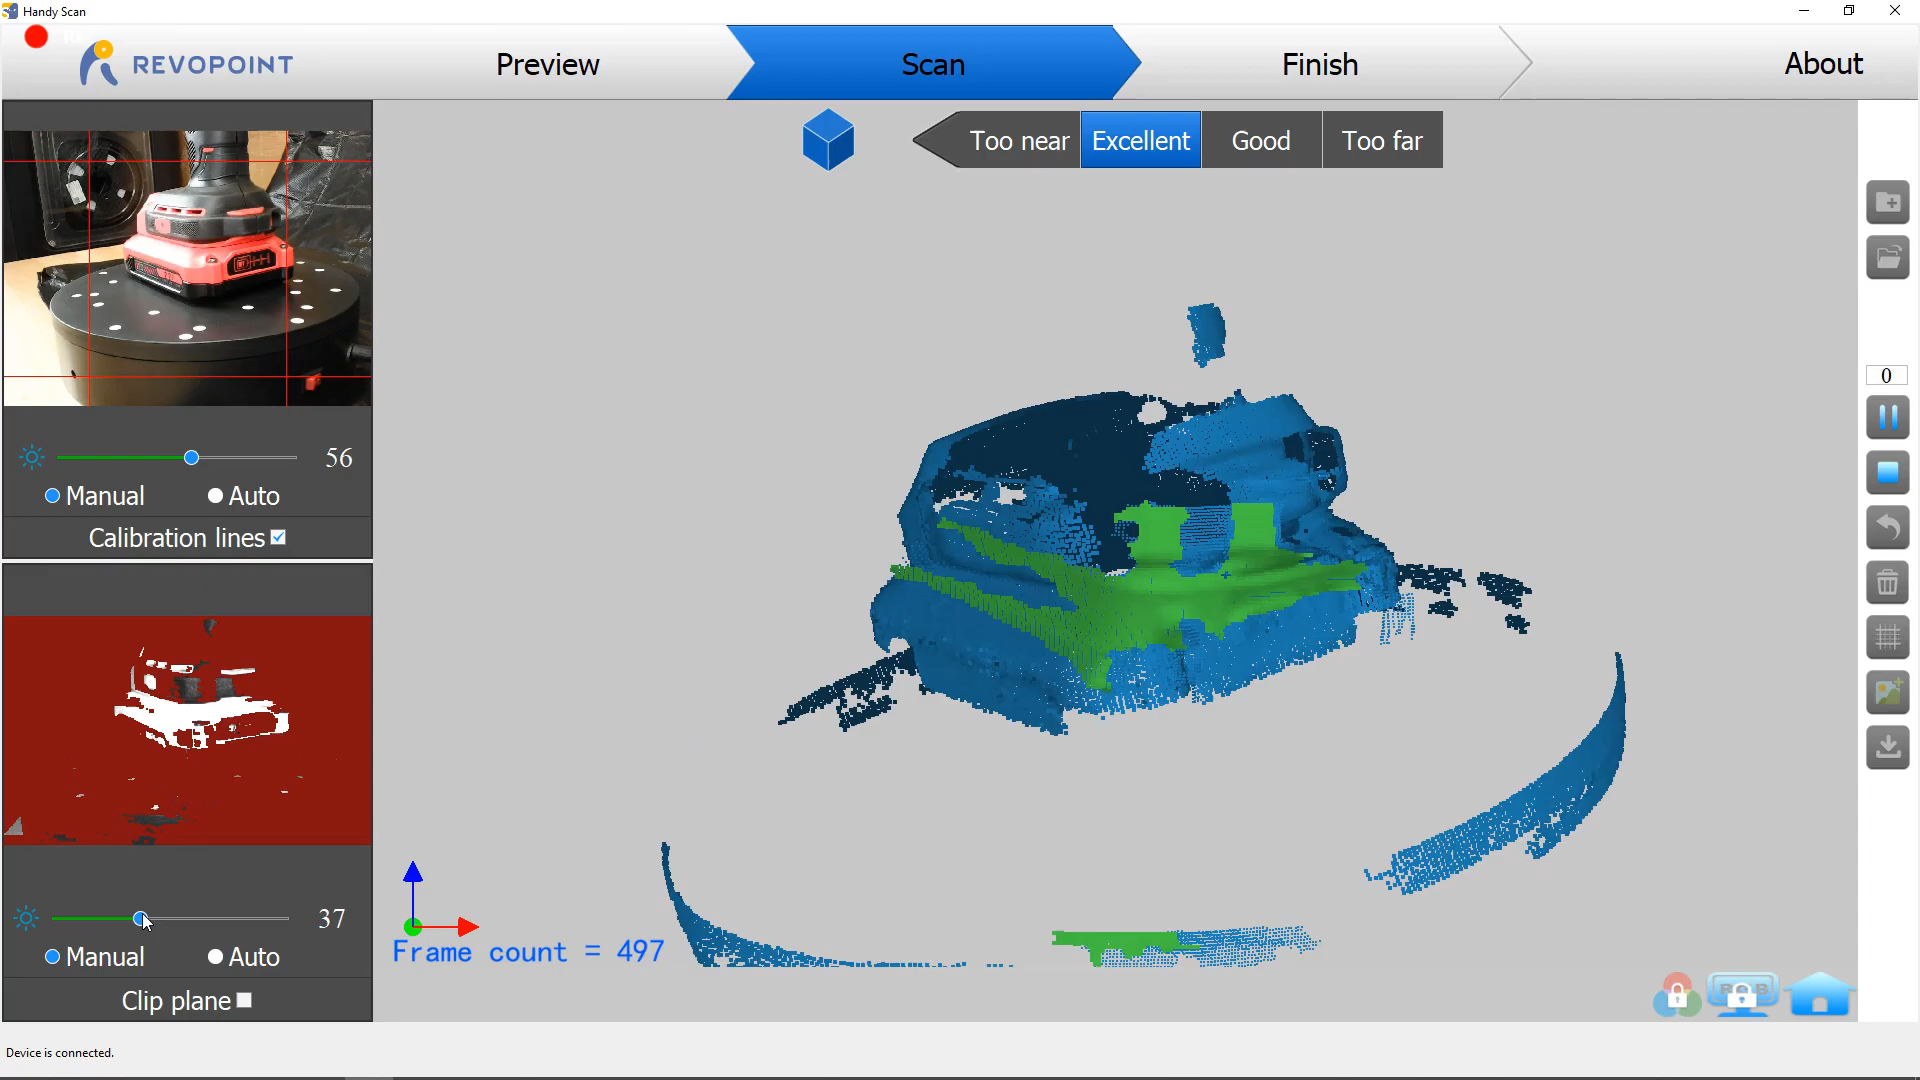 Handy Scan
REVOPOINT
Preview
Scan
Finish
About
Too near
Excellent
Good
Too far
56
Manual
Auto
Calibration lines
0
37
Manual
Auto
Clip plane
Frame count = 497
RGB
Device is connected.